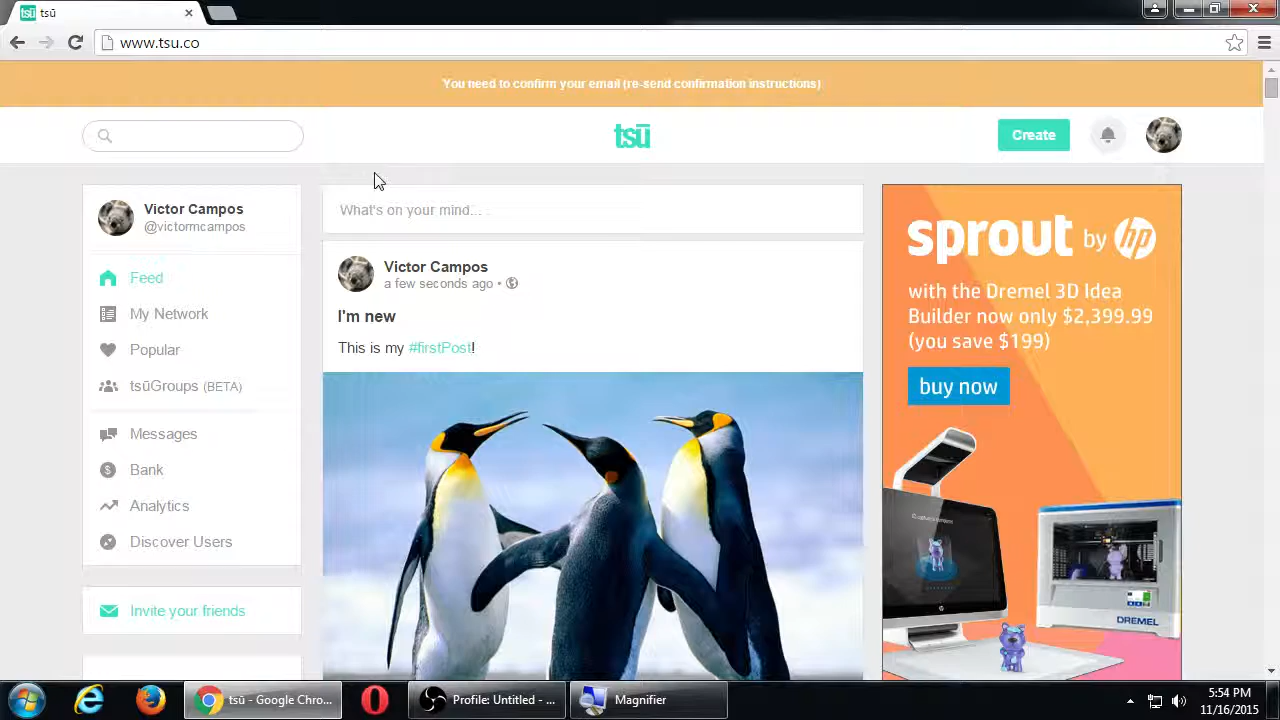 tsū
www.tsu.co
You need to confirm your email (re-send confirmation instructions)
tsū
Create
Victor Campos
@victormcampos
Feed
My Network
Popular
tsūGroups (BETA)
Messages
Bank
Analytics
Discover Users
Invite your friends
What's on your mind...
Victor Campos
a few seconds ago •
I'm new
This is my #firstPost!
sprout by hp
with the Dremel 3D Idea
Builder now only $2,399.99
(you save $199)
buy now
DREMEL
tsū - Google Chro...
Profile: Untitled - ...
Magnifier
5:54 PM
11/16/2015